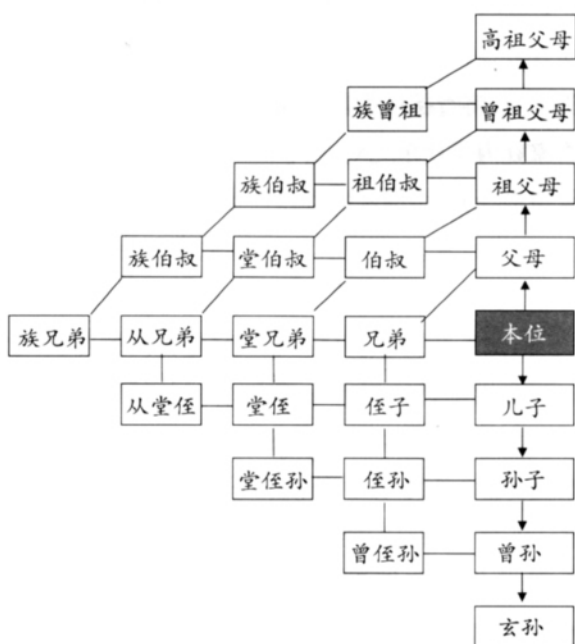 高祖父母
族曾祖 曾祖父母
族伯叔 祖伯叔 祖父母
族伯叔 堂伯叔 伯叔 父母
族兄弟 从兄弟 堂兄弟 兄弟 本位
从堂侄 堂侄 侄子 儿子
堂侄孙 侄孙 孙子
曾侄孙 曾孙
玄孙